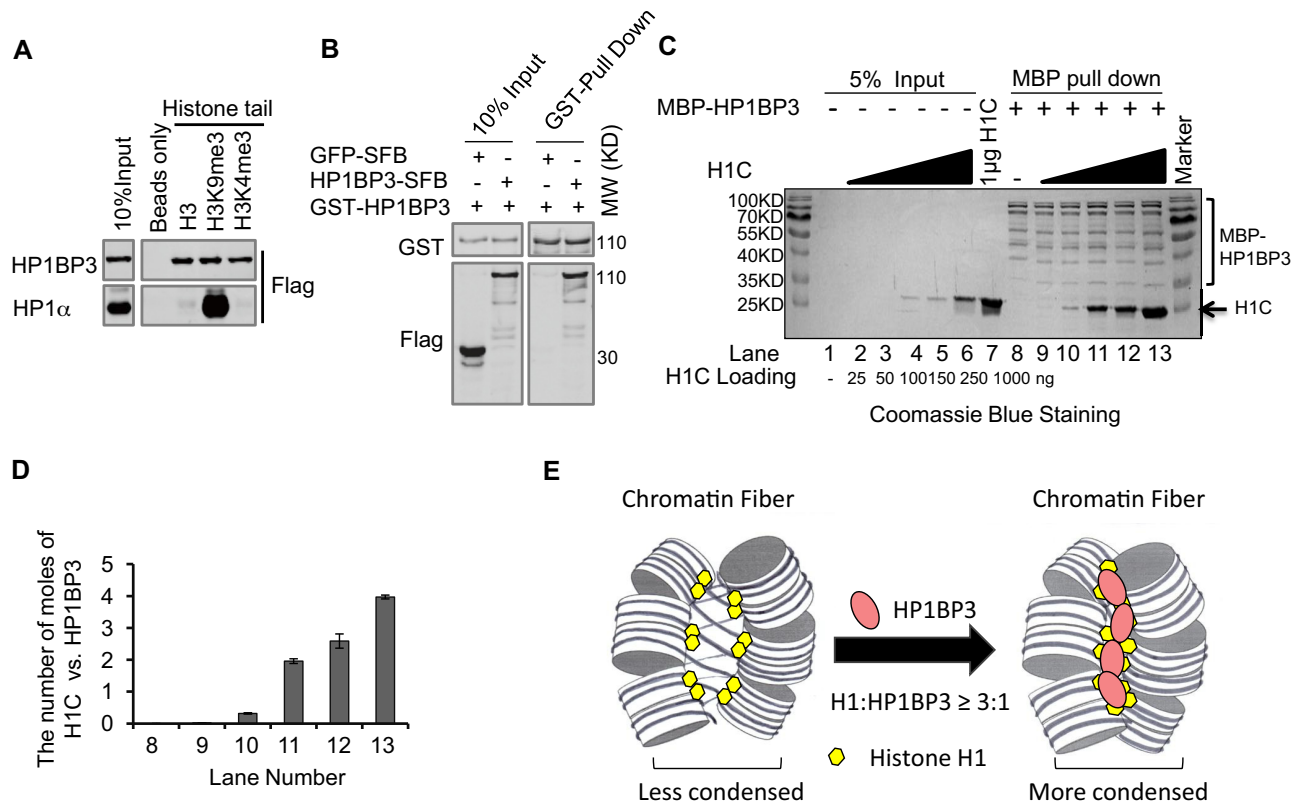 A
Histone tail
10%Input
Beads only
H3
H3K9me3
H3K4me3
HP1BP3
HP1α
Flag
B
10% Input
GST-Pull Down
MW (KD)
GFP-SFB + - + -
HP1BP3-SFB - + - +
GST-HP1BP3 + + + +
GST
110
110
Flag
30
C
5% Input
MBP pull down
MBP-HP1BP3 - - - - - - + + + + + +
H1C
1μg H1C
-
Marker
100KD
70KD
55KD
40KD
35KD
25KD
MBP-
HP1BP3
H1C
Lane 1 2 3 4 5 6 7 8 9 10 11 12 13
H1C Loading - 25 50 100 150 250 1000 ng
Coomassie Blue Staining
D
The number of moles of
H1C vs. HP1BP3
5
4
3
2
1
0
8 9 10 11 12 13
Lane Number
E
Chromatin Fiber
Chromatin Fiber
HP1BP3
H1:HP1BP3 ≥ 3:1
Histone H1
Less condensed
More condensed